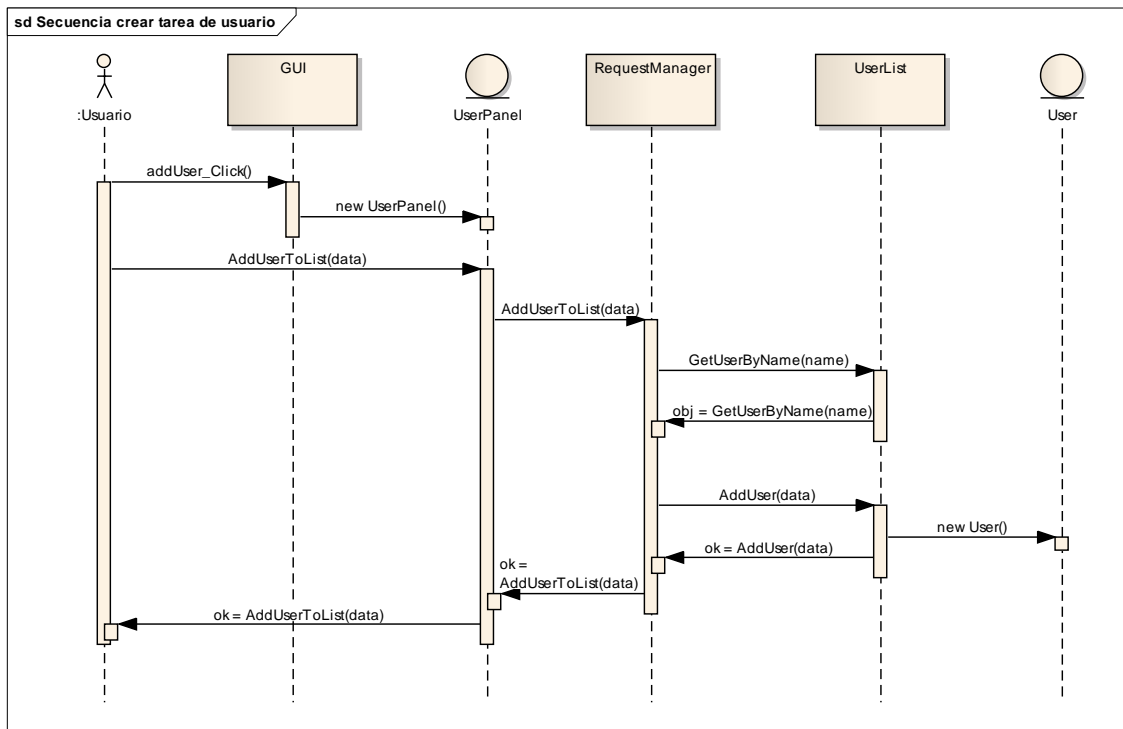 sd Secuencia crear tarea de usuario
:Usuario
GUI
UserPanel
RequestManager
UserList
User
addUser_Click()
new UserPanel()
AddUserToList(data)
AddUserToList(data)
GetUserByName(name)
obj = GetUserByName(name)
AddUser(data)
new User()
ok = AddUser(data)
ok =
AddUserToList(data)
ok = AddUserToList(data)